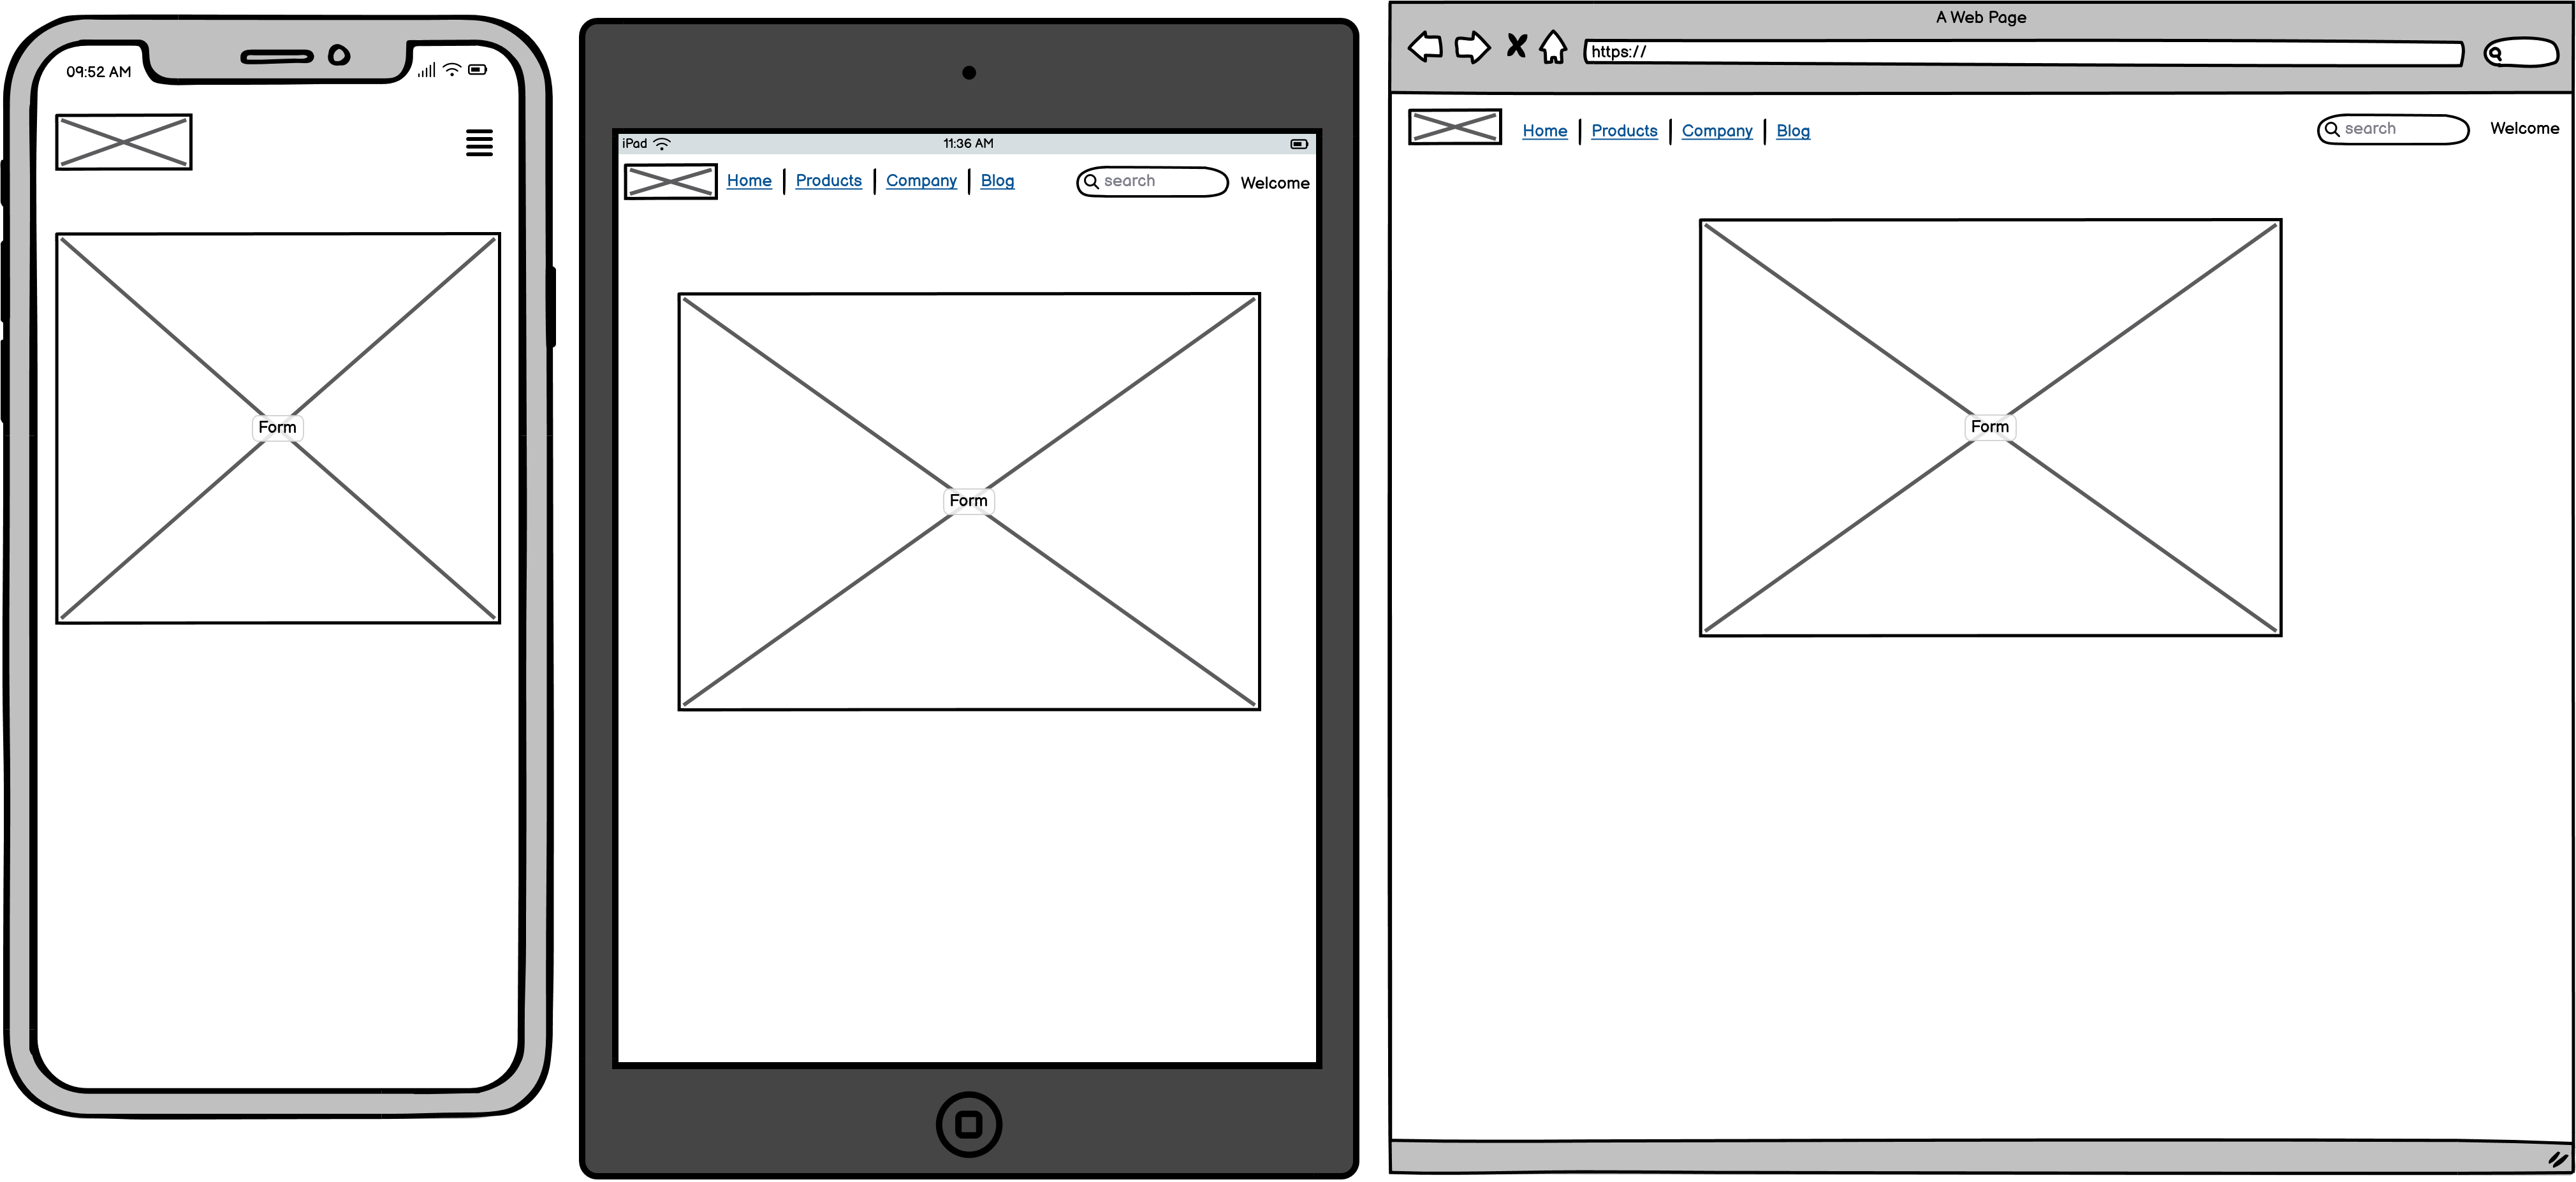 09:52 AM
Form
iPad
11:36 AM
Home Products Company Blog
search
Welcome
Form
A Web Page
https://
Home Products Company Blog
search
Welcome
Form